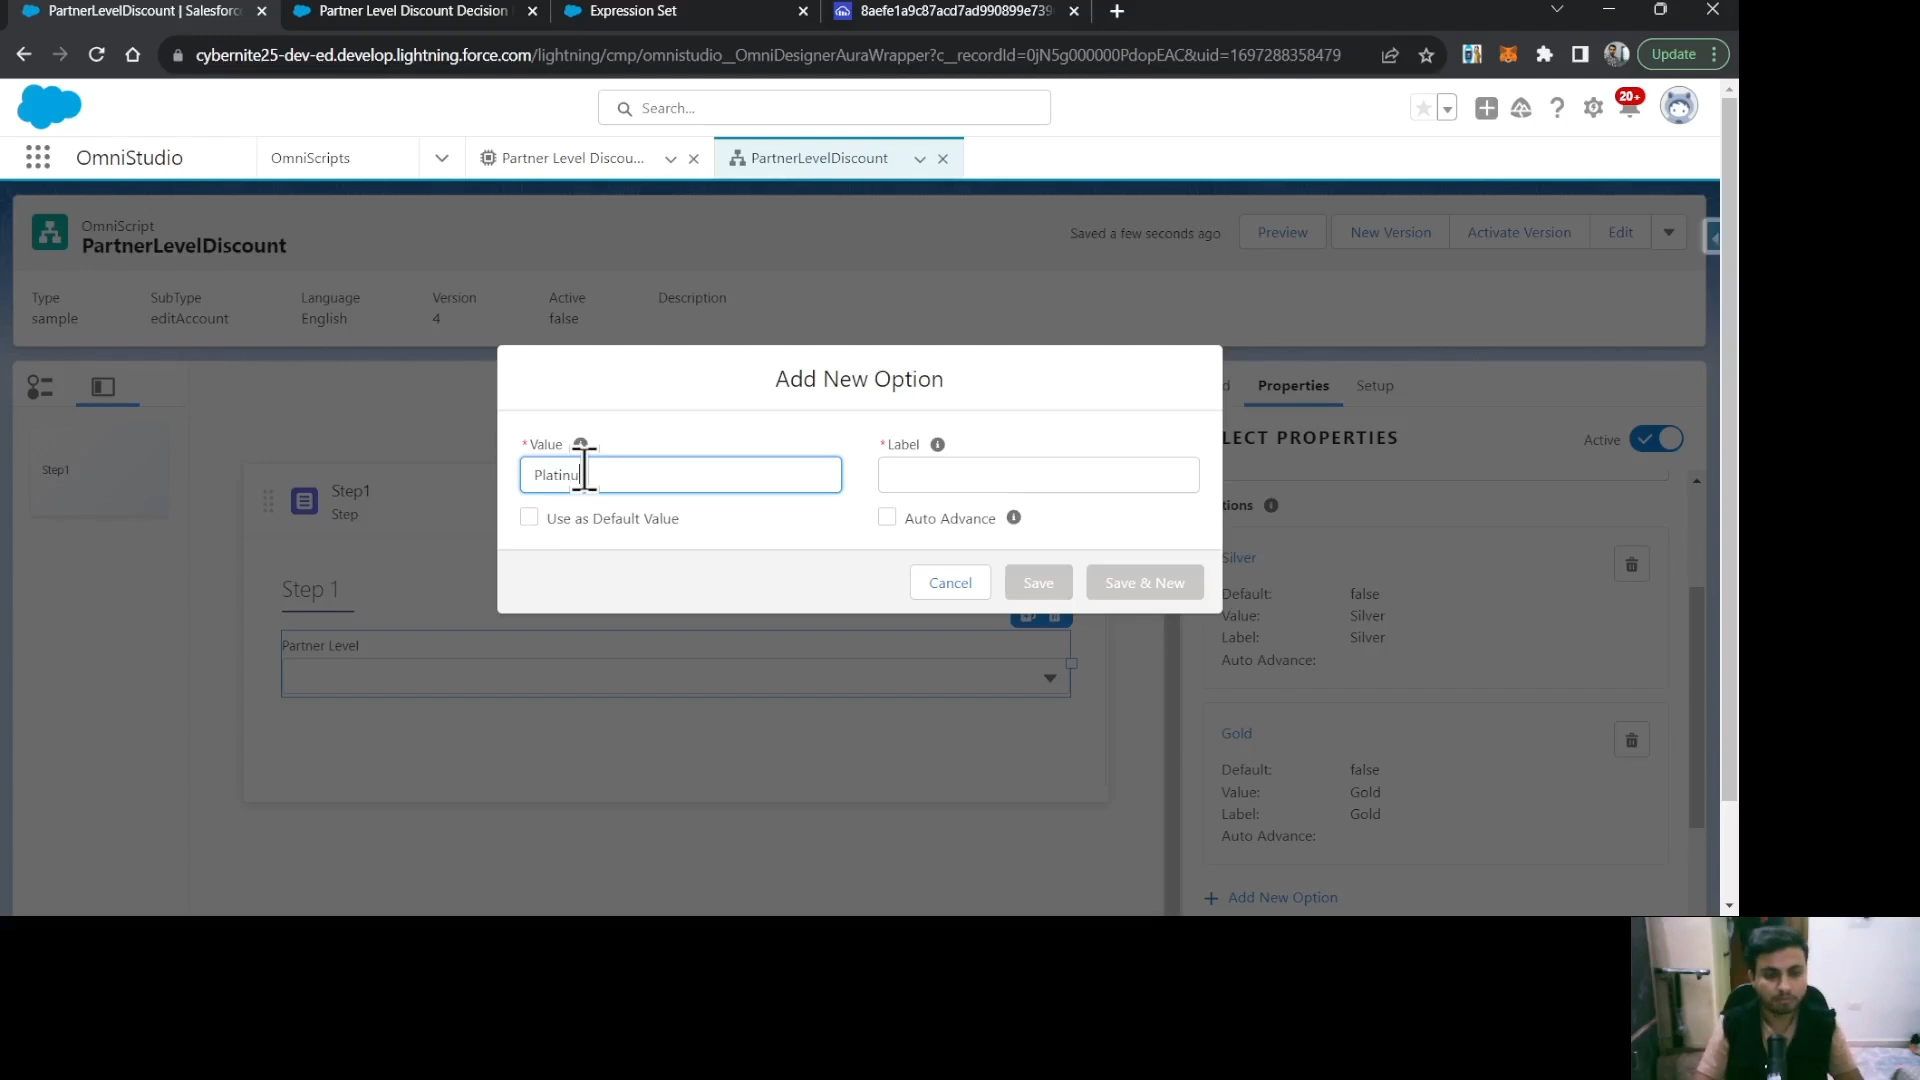 PartnerLevelDiscount | Salesforc
Partner Level Discount Decision
Expression Set
8aefe1a9c87acd7ad990899e739
cybernite25-dev-ed.develop.lightning.force.com/lightning/cmp/omnistudio__OmniDesignerAuraWrapper?c__recordId=0jN5g000000PdopEAC&uid=1697288358479
Update
Search...
20+
OmniStudio
OmniScripts
Partner Level Discou...
PartnerLevelDiscount
OmniScript
PartnerLevelDiscount
Saved a few seconds ago
Preview
New Version
Activate Version
Edit
Type
SubType
Language
Version
Active
Description
sample
editAccount
English
4
false
Add New Option
d
Properties
Setup
*Value
*Label
LECT PROPERTIES
Active
Step1
Platinu
Step1
Step
tions
Use as Default Value
Auto Advance
Silver
Cancel
Save
Save & New
Step 1
Default:
false
Value:
Silver
Label:
Silver
Auto Advance:
Partner Level
Gold
Default:
false
Value:
Gold
Label:
Gold
Auto Advance:
Add New Option